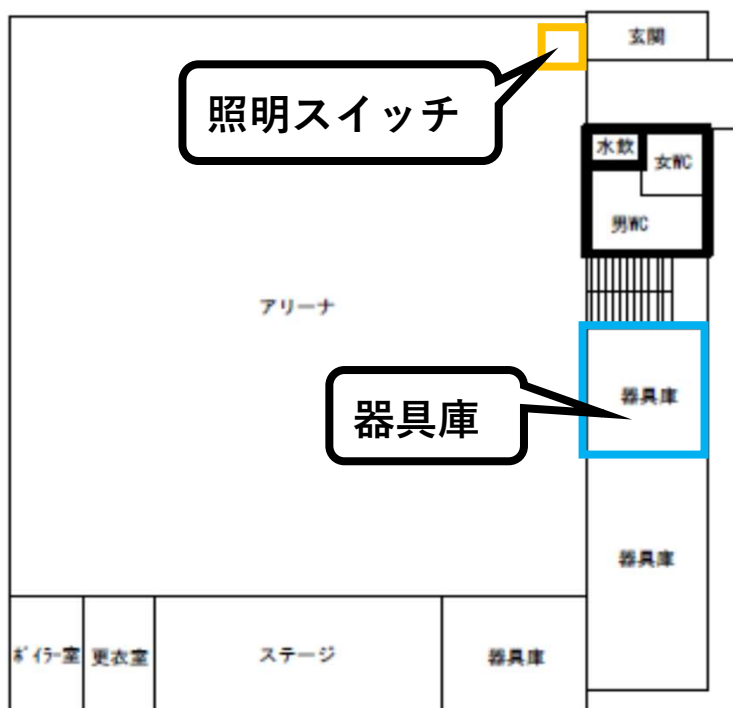 玄関
照明スイッチ
水飲
女WC
男WC
アリーナ
器具庫
器具庫
器具庫
ボイラー室
更衣室
ステージ
器具庫